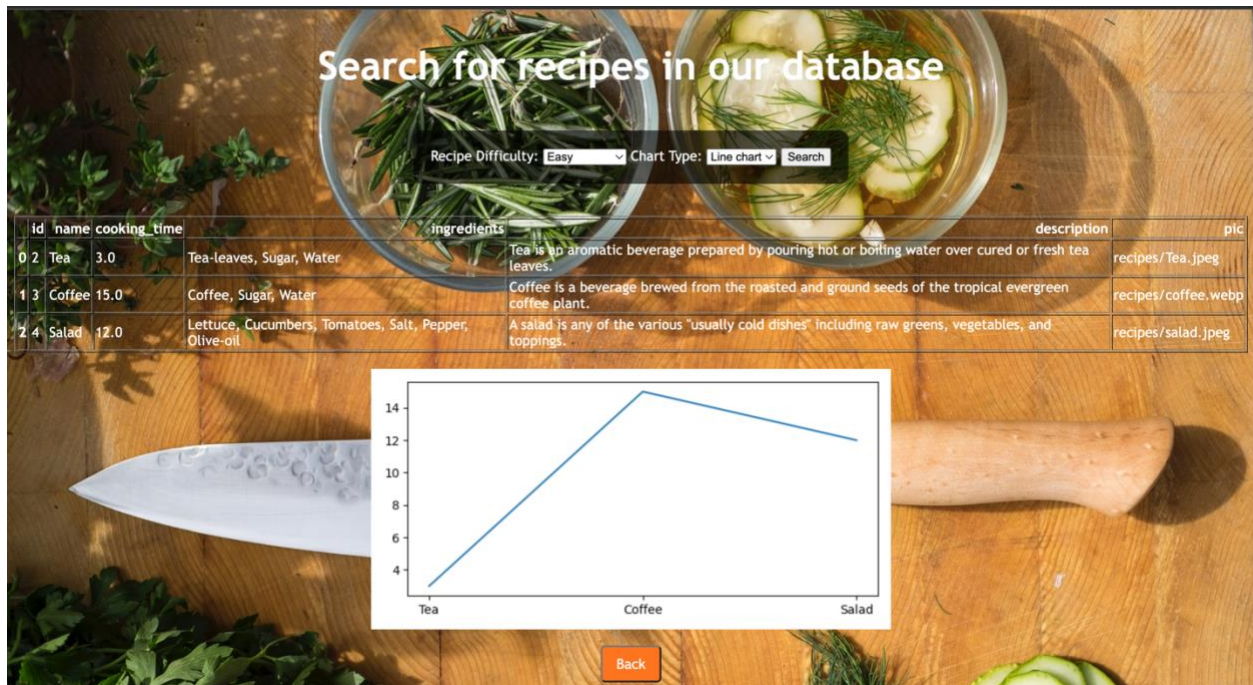 Search for recipes in our database
Recipe Difficulty: Easy Chart Type: Line chart Search
id name cooking_time ingredients description pic
0 2 Tea 3.0 Tea-leaves, Sugar, Water Tea is an aromatic beverage prepared by pouring hot or boiling water over cured or fresh tea leaves. recipes/Tea.jpeg
1 3 Coffee 15.0 Coffee, Sugar, Water Coffee is a beverage brewed from the roasted and ground seeds of the tropical evergreen coffee plant. recipes/coffee.webp
2 4 Salad 12.0 Lettuce, Cucumbers, Tomatoes, Salt, Pepper, Olive-oil A salad is any of the various "usually cold dishes" including raw greens, vegetables, and toppings. recipes/salad.jpeg
14
12
10
8
6
4
Tea Coffee Salad
Back